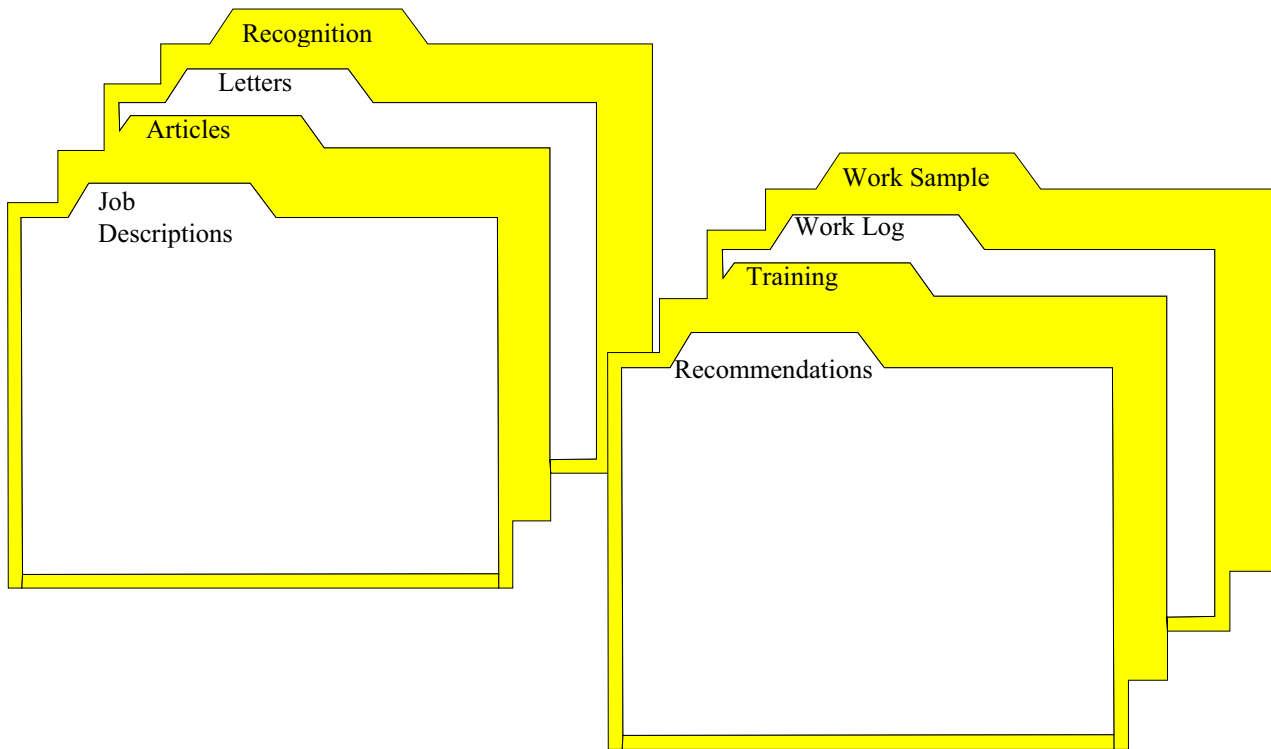 Recognition
Letters
Articles
Job
Descriptions
Work Sample
Work Log
Training
Recommendations